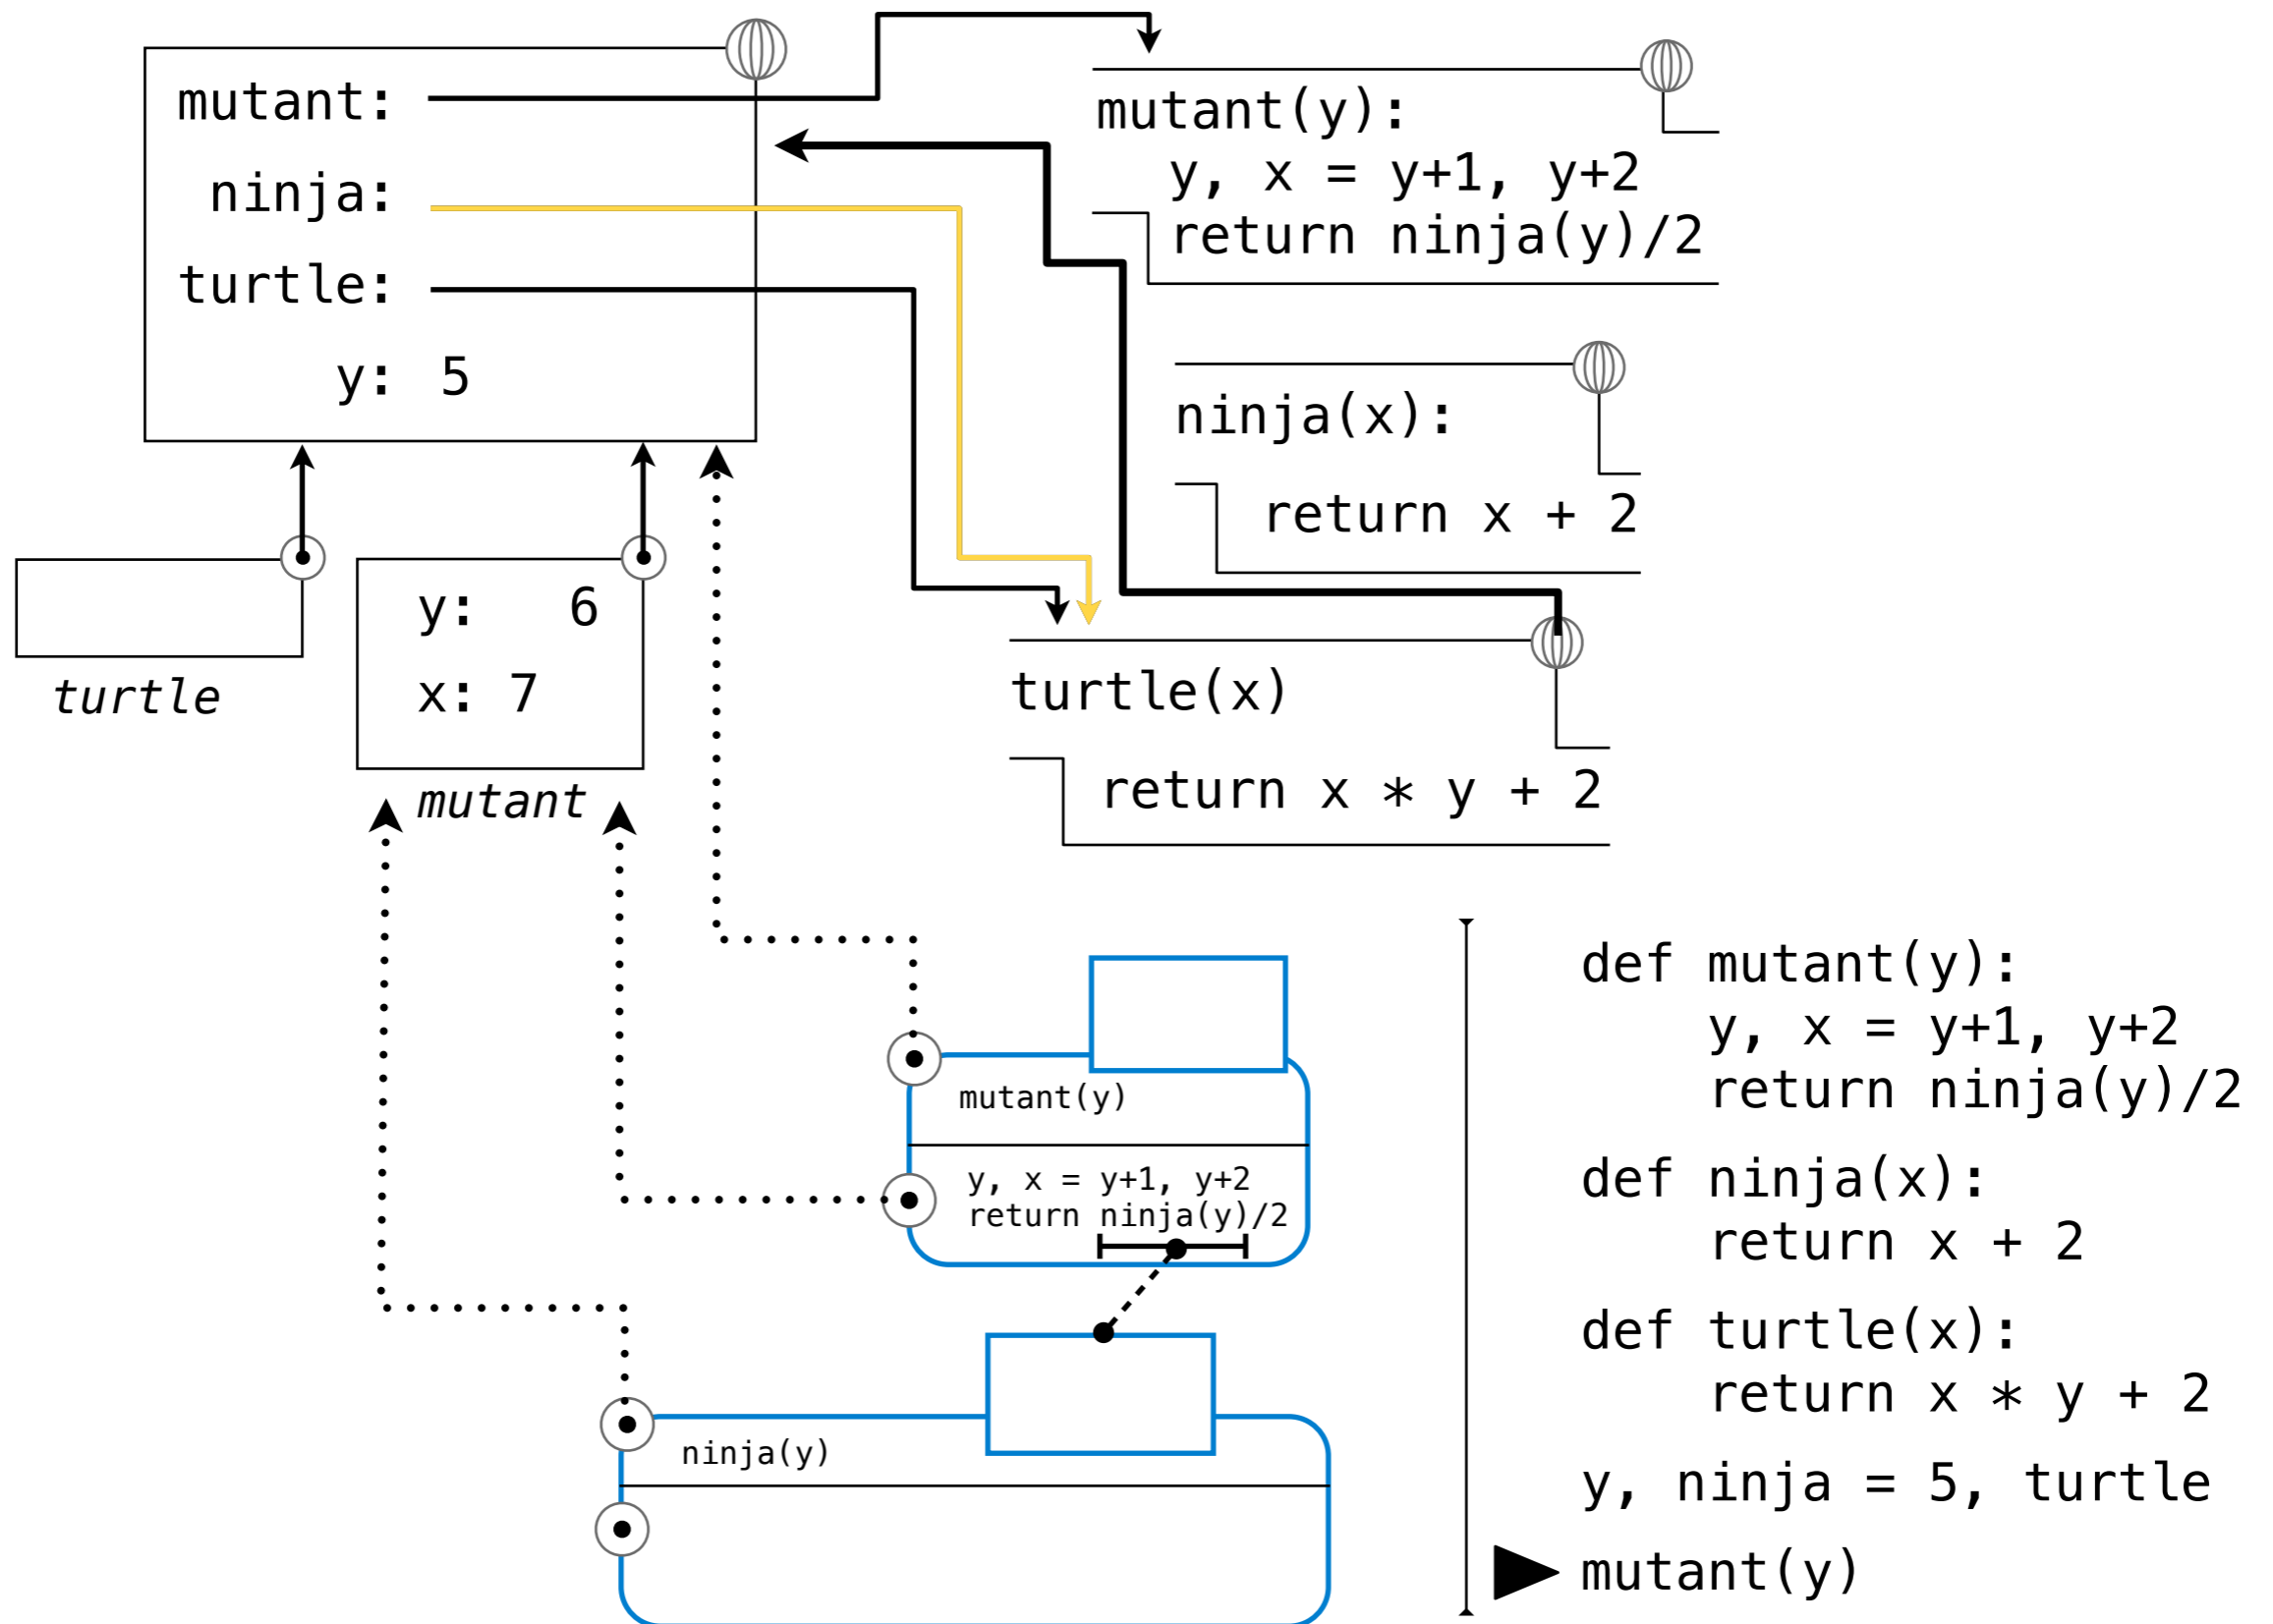 mutant:
ninja:
turtle:
y: 5
mutant(y):
y, x = y+1, y+2
return ninja(y)/2
ninja(x):
return x + 2
turtle(x)
return x * y + 2
turtle
y: 6
x: 7
mutant
mutant(y)
y, x = y+1, y+2
return ninja(y)/2
ninja(y)
def mutant(y):
y, x = y+1, y+2
return ninja(y)/2
def ninja(x):
return x + 2
def turtle(x):
return x * y + 2
y, ninja = 5, turtle
mutant(y)